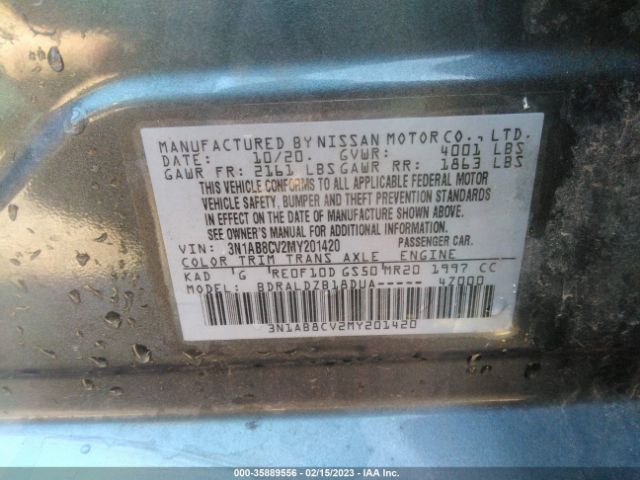 MANUFACTURED BY NISSAN MOTOR CO., LTD.
DATE: 10/20. GVWR: 4001 LBS
GAWR FR: 2161 LBS GAWR RR: 1863 LBS
THIS VEHICLE CONFORMS TO ALL APPLICABLE FEDERAL MOTOR
VEHICLE SAFETY, BUMPER AND THEFT PREVENTION STANDARDS
IN EFFECT ON THE DATE OF MANUFACTURE SHOWN ABOVE.
SEE OWNER'S MANUAL FOR ADDITIONAL INFORMATION.
VIN: 3N1AB8CV2MY201420 PASSENGER CAR.
COLOR TRIM TRANS AXLE ENGINE
KAD 'G RE0F10D GS50 MR20 1997 CC
MODEL: BDRALDZB18DUA----- 4Z000
3N1AB8CV2MY201420
000-35889556 - 02/15/2023 - IAAI.COM